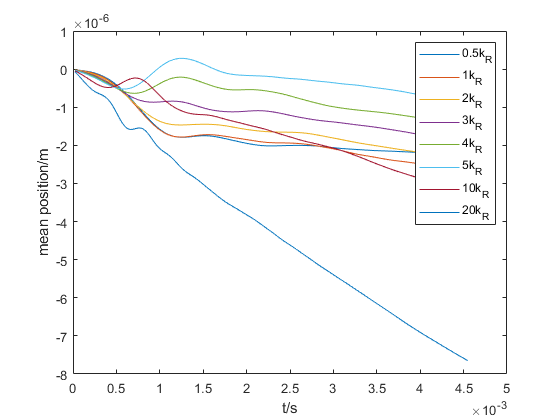 ×10⁻⁶
1
0
-1
-2
-3
-4
-5
-6
-7
-8
mean position/m
0.5k_R
1k_R
2k_R
3k_R
4k_R
5k_R
10k_R
20k_R
0 0.5 1 1.5 2 2.5 3 3.5 4 4.5 5
t/s
×10⁻³